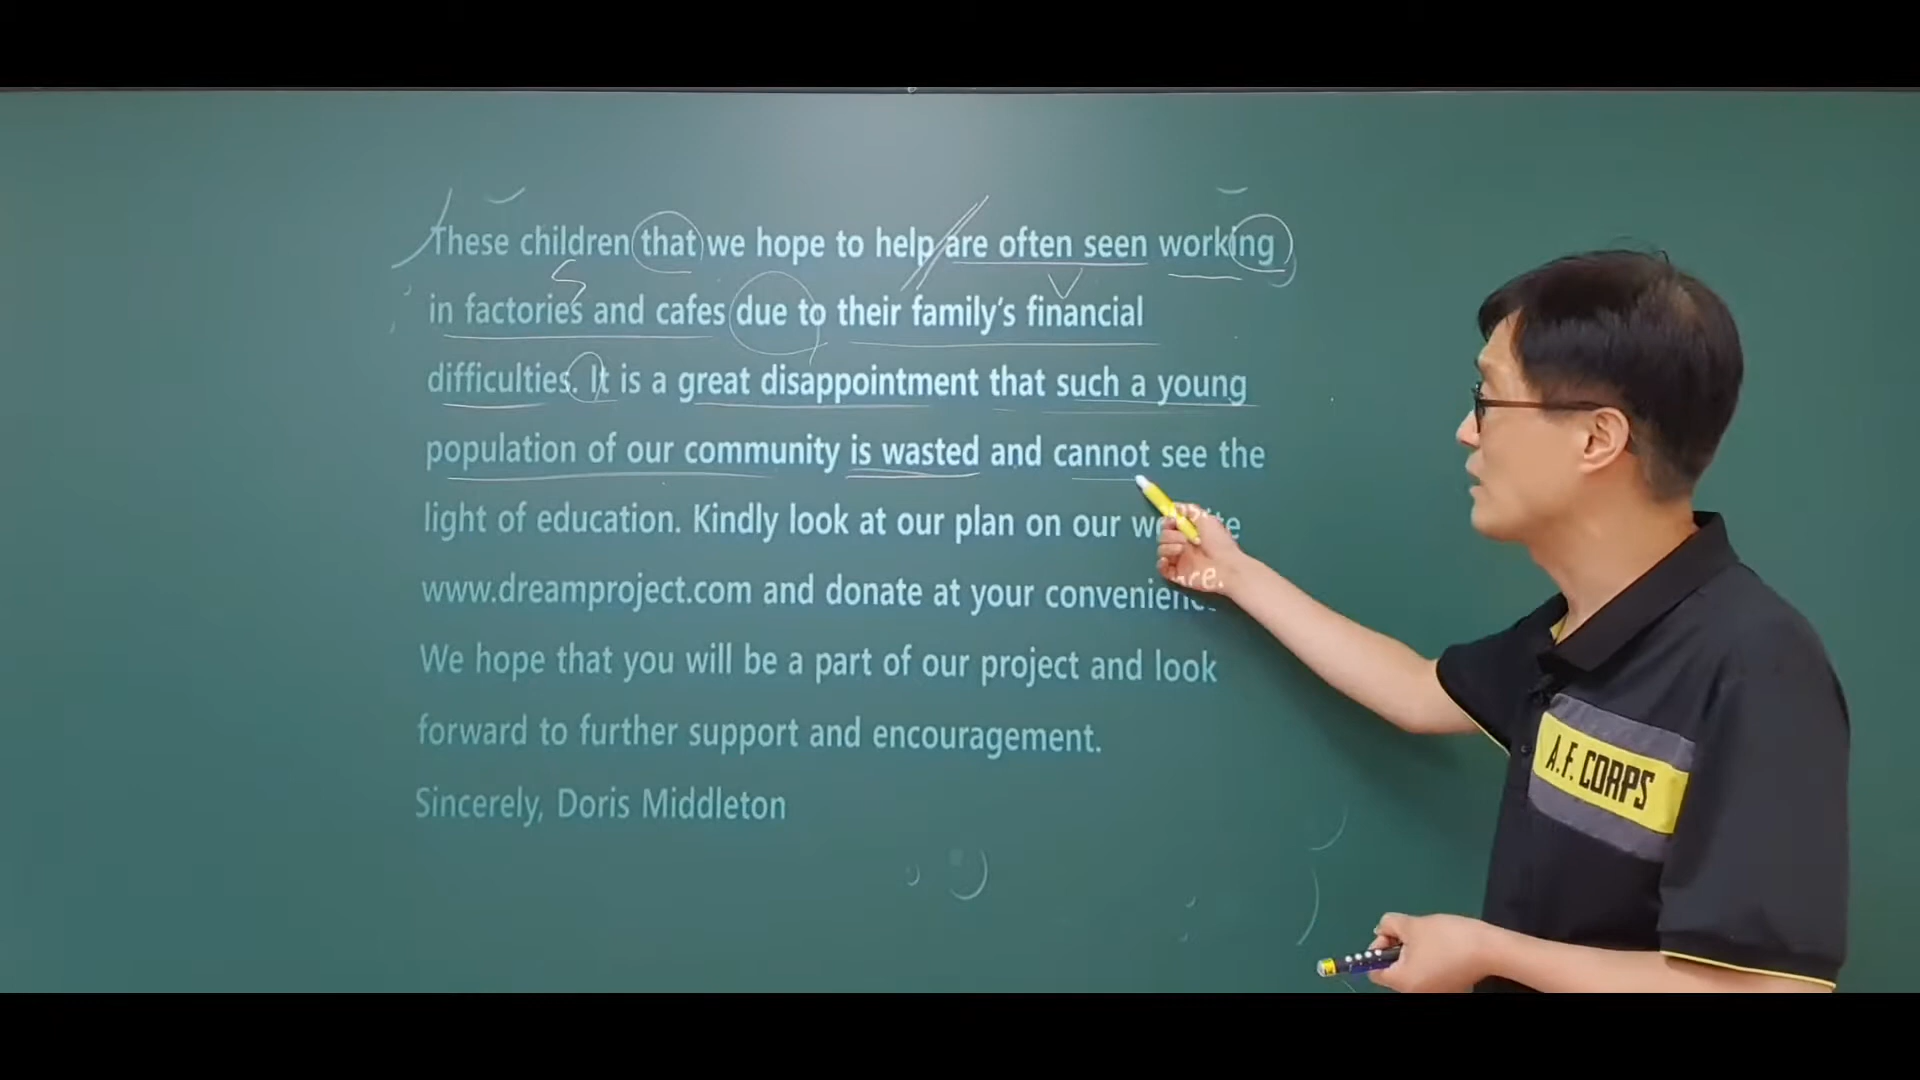 These children that we hope to help are often seen working
in factories and cafes due to their family's financial
difficulties. It is a great disappointment that such a young
population of our community is wasted and cannot see the
light of education. Kindly look at our plan on our website
www.dreamproject.com and donate at your convenience.
We hope that you will be a part of our project and look
forward to further support and encouragement.
Sincerely, Doris Middleton
A.F. CORPS